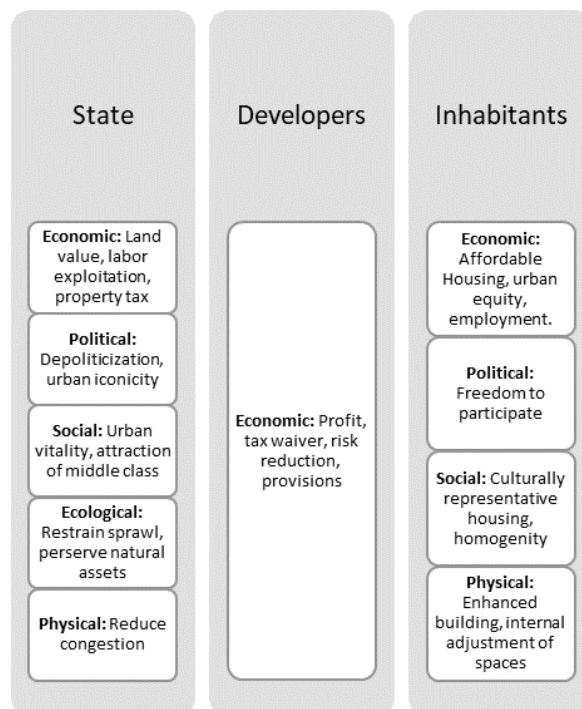 State
Economic: Land
value, labor
exploitation,
property tax
Political:
Depoliticization,
urban iconicity
Social: Urban
vitality, attraction
of middle class
Ecological:
Restrain sprawl,
perserve natural
assets
Physical: Reduce
congestion
Developers
Economic: Profit,
tax waiver, risk
reduction,
provisions
Inhabitants
Economic:
Affordable
Housing, urban
equity,
employment.
Political:
Freedom to
participate
Social: Culturally
representative
housing,
homogenity
Physical:
Enhanced
building, internal
adjustment of
spaces